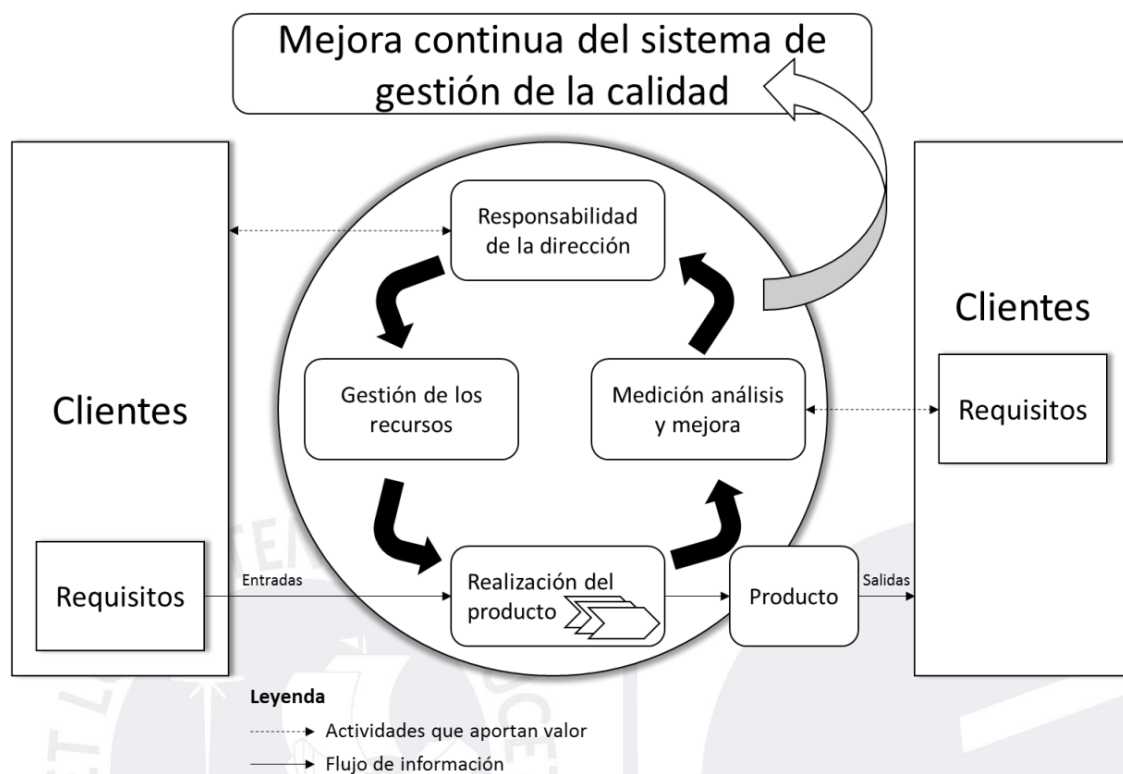 Mejora continua del sistema de
gestión de la calidad
Clientes
Requisitos
Responsabilidad
de la dirección
Gestión de los
recursos
Medición análisis
y mejora
Realización del
producto
Entradas
Producto
Salidas
Clientes
Requisitos
Leyenda
Actividades que aportan valor
Flujo de información